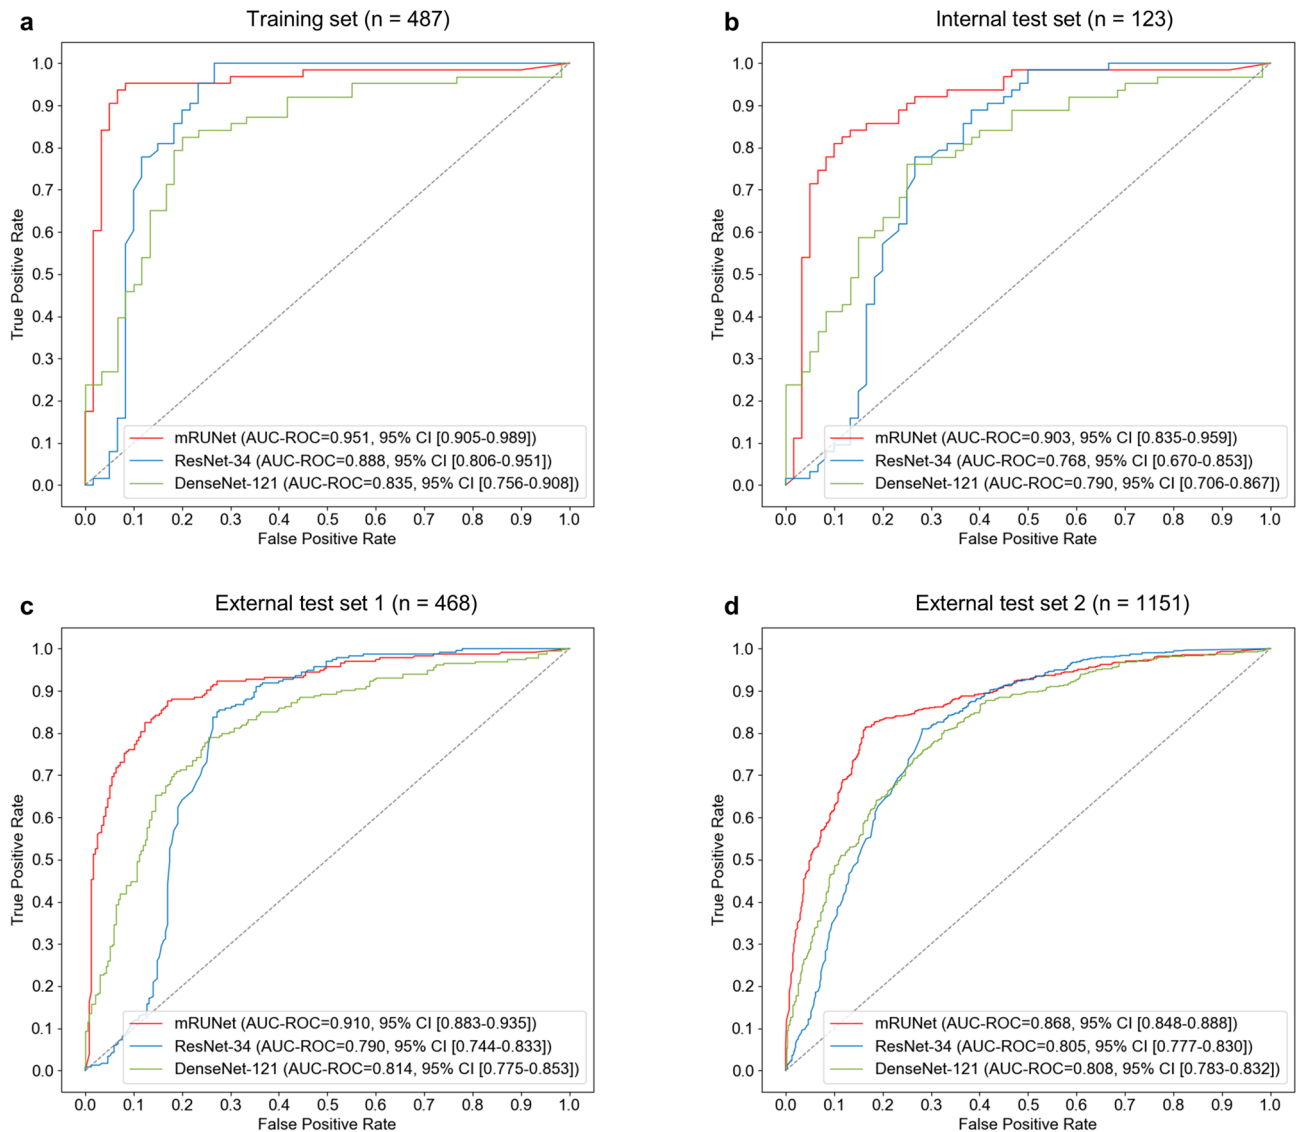 a
Training set (n = 487)
True Positive Rate
1.0
0.9
0.8
0.7
0.6
0.5
0.4
0.3
0.2
0.1
0.0
mRUNet (AUC-ROC=0.951, 95% CI [0.905-0.989])
ResNet-34 (AUC-ROC=0.888, 95% CI [0.806-0.951])
DenseNet-121 (AUC-ROC=0.835, 95% CI [0.756-0.908])
0.0 0.1 0.2 0.3 0.4 0.5 0.6 0.7 0.8 0.9 1.0
False Positive Rate
b
Internal test set (n = 123)
True Positive Rate
1.0
0.9
0.8
0.7
0.6
0.5
0.4
0.3
0.2
0.1
0.0
mRUNet (AUC-ROC=0.903, 95% CI [0.835-0.959])
ResNet-34 (AUC-ROC=0.768, 95% CI [0.670-0.853])
DenseNet-121 (AUC-ROC=0.790, 95% CI [0.706-0.867])
0.0 0.1 0.2 0.3 0.4 0.5 0.6 0.7 0.8 0.9 1.0
False Positive Rate
c
External test set 1 (n = 468)
True Positive Rate
1.0
0.9
0.8
0.7
0.6
0.5
0.4
0.3
0.2
0.1
0.0
mRUNet (AUC-ROC=0.910, 95% CI [0.883-0.935])
ResNet-34 (AUC-ROC=0.790, 95% CI [0.744-0.833])
DenseNet-121 (AUC-ROC=0.814, 95% CI [0.775-0.853])
0.0 0.1 0.2 0.3 0.4 0.5 0.6 0.7 0.8 0.9 1.0
False Positive Rate
d
External test set 2 (n = 1151)
True Positive Rate
1.0
0.9
0.8
0.7
0.6
0.5
0.4
0.3
0.2
0.1
0.0
mRUNet (AUC-ROC=0.868, 95% CI [0.848-0.888])
ResNet-34 (AUC-ROC=0.805, 95% CI [0.777-0.830])
DenseNet-121 (AUC-ROC=0.808, 95% CI [0.783-0.832])
0.0 0.1 0.2 0.3 0.4 0.5 0.6 0.7 0.8 0.9 1.0
False Positive Rate